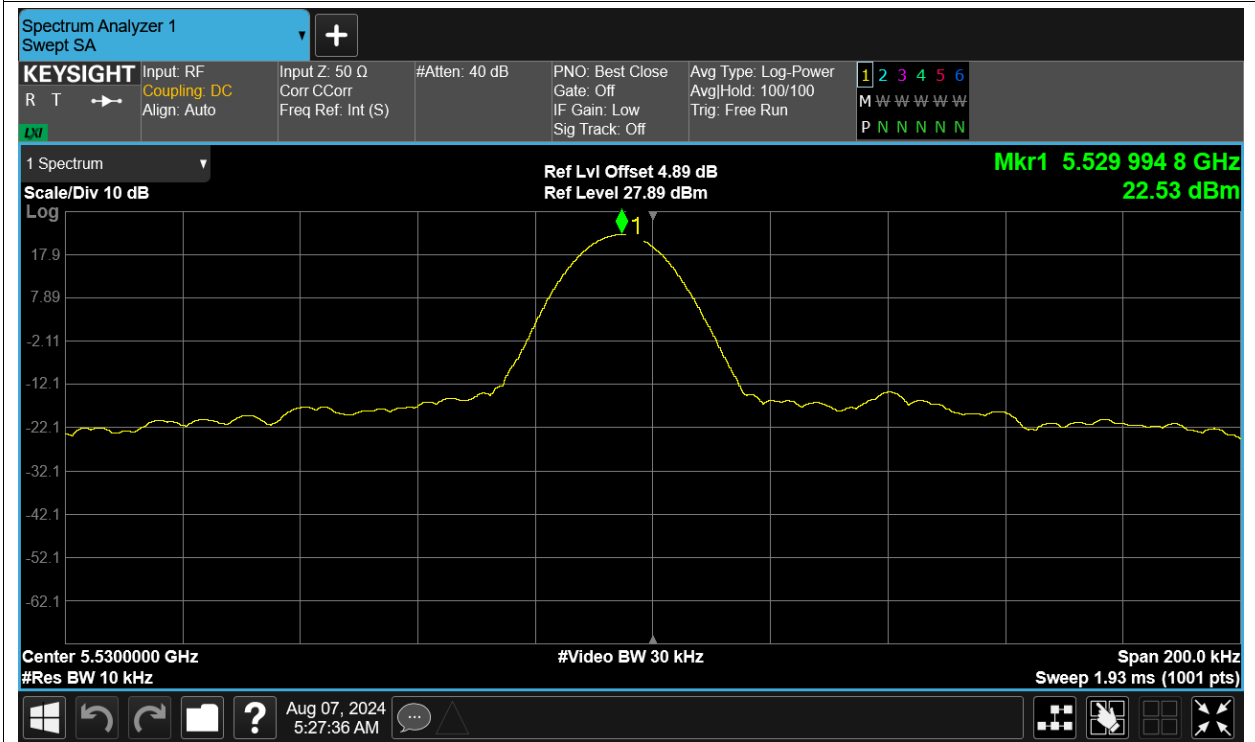 Spectrum Analyzer 1
Swept SA
+
KEYSIGHT
R T
LXI
Input: RF
Coupling: DC
Align: Auto
Input Z: 50 Ω
Corr CCorr
Freq Ref: Int (S)
#Atten: 40 dB
PNO: Best Close
Gate: Off
IF Gain: Low
Sig Track: Off
Avg Type: Log-Power
Avg|Hold: 100/100
Trig: Free Run
1 2 3 4 5 6
M W W W W W
P N N N N N
1 Spectrum
Scale/Div 10 dB
Log
Ref Lvl Offset 4.89 dB
Ref Level 27.89 dBm
Mkr1 5.529 994 8 GHz
22.53 dBm
1
17.9
7.89
-2.11
-12.1
-22.1
-32.1
-42.1
-52.1
-62.1
Center 5.5300000 GHz
#Res BW 10 kHz
#Video BW 30 kHz
Span 200.0 kHz
Sweep 1.93 ms (1001 pts)
?
Aug 07, 2024
5:27:36 AM